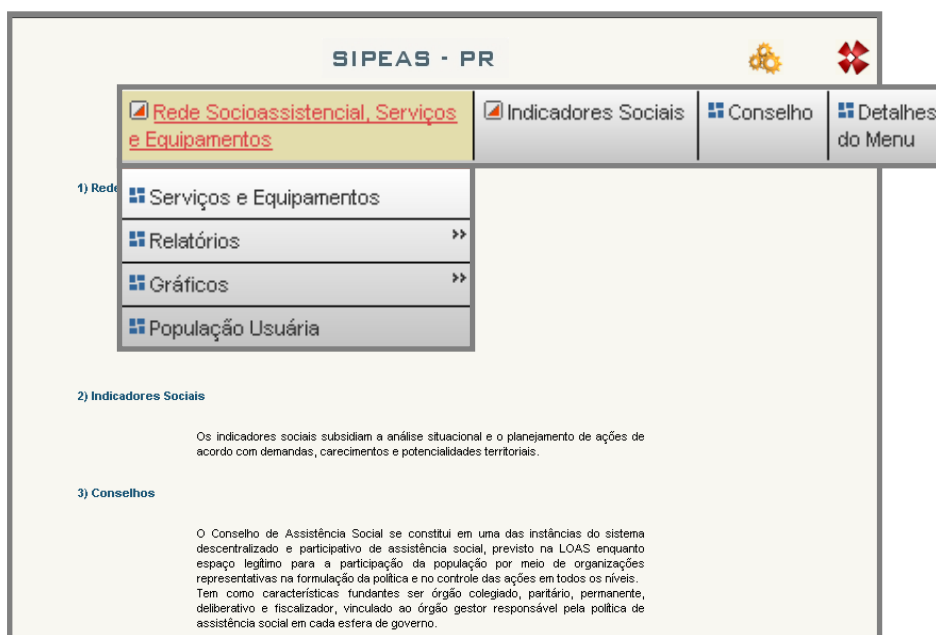 SIPEAS - PR
Rede Socioassistencial, Serviços
e Equipamentos
Indicadores Sociais
Conselho
Detalhes
do Menu
1) Rede
Serviços e Equipamentos
Relatórios
Gráficos
População Usuária
2) Indicadores Sociais
Os indicadores sociais subsidiam a análise situacional e o planejamento de ações de
acordo com demandas, carecimentos e potencialidades territoriais.
3) Conselhos
O Conselho de Assistência Social se constitui em uma das instâncias do sistema
descentralizado e participativo de assistência social, previsto na LOAS enquanto
espaço legítimo para a participação da população por meio de organizações
representativas na formulação da política e no controle das ações em todos os níveis.
Tem como características fundantes ser órgão colegiado, paritário, permanente,
deliberativo e fiscalizador, vinculado ao órgão gestor responsável pela política de
assistência social em cada esfera de governo.